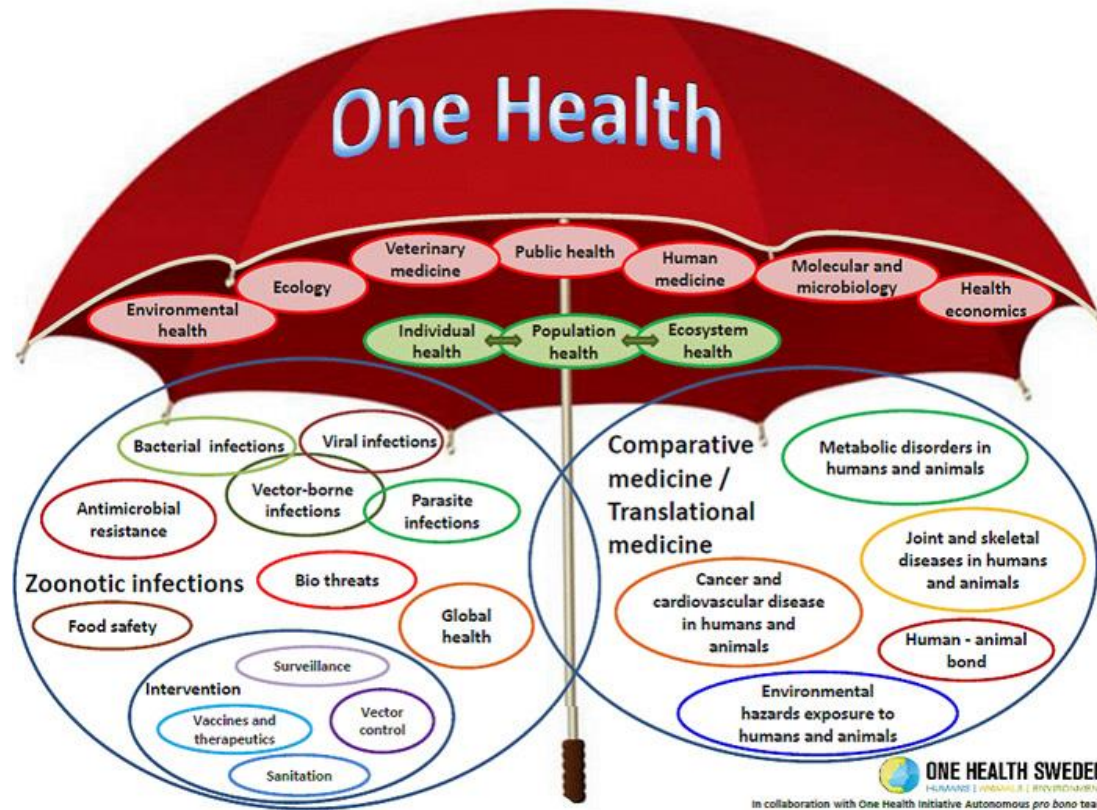 One Health
Veterinary
medicine
Public health
Human
medicine
Ecology
Molecular and
microbiology
Environmental
health
Health
economics
Individual
health
Population
health
Ecosystem
health
Bacterial infections
Viral infections
Vector-borne
infections
Parasite
infections
Antimicrobial
resistance
Zoonotic infections
Bio threats
Food safety
Global
health
Surveillance
Intervention
Vaccines and
therapeutics
Vector
control
Sanitation
Comparative
medicine /
Translational
medicine
Metabolic disorders in
humans and animals
Joint and skeletal
diseases in humans
and animals
Cancer and
cardiovascular disease
in humans and
animals
Human - animal
bond
Environmental
hazards exposure to
humans and animals
ONE HEALTH SWEDEN
HUMANS | ANIMALS | ENVIRONMENT
In collaboration with One Health Initiative Autonomous pro bono tea